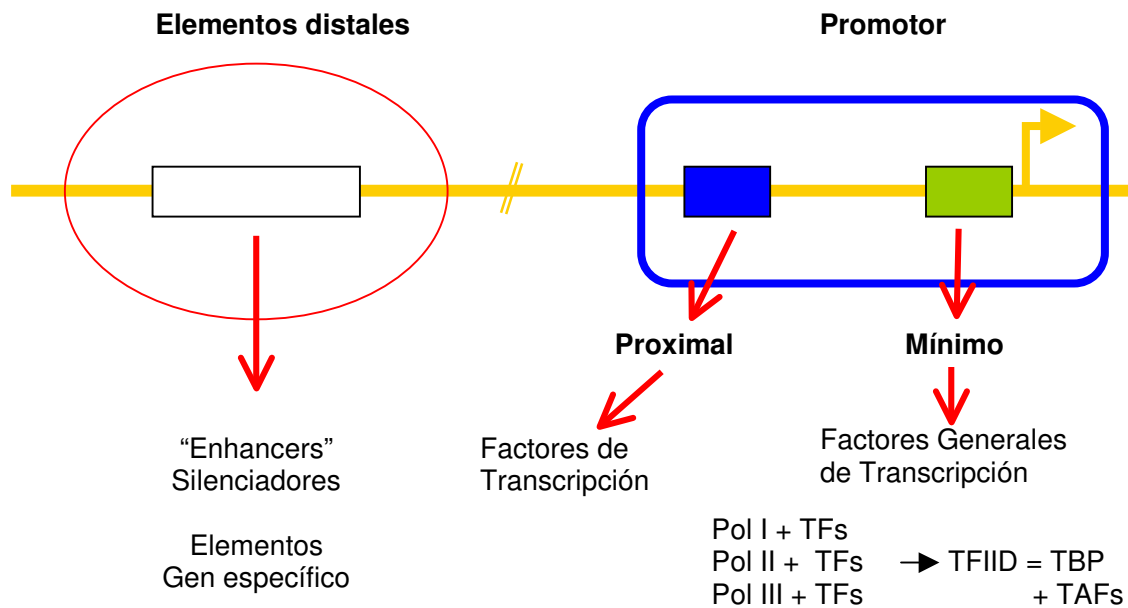 Elementos distales
Promotor
Proximal
Mínimo
“Enhancers”
Silenciadores
Elementos
Gen específico
Factores de
Transcripción
Factores Generales
de Transcripción
Pol I + TFs
Pol II + TFs TFIID = TBP
Pol III + TFs + TAFs